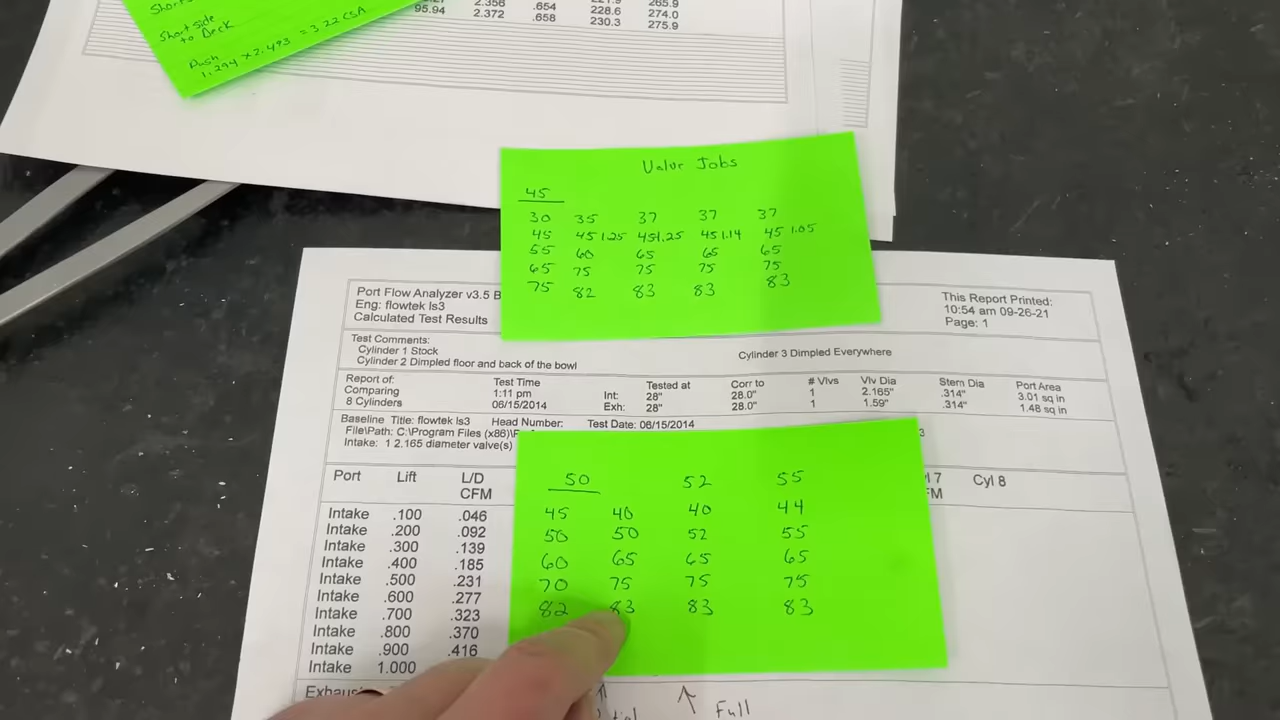 Short side
to Deck
Push
1.294 x 2.493 = 3.22 CSA
95.94 2.372 .654 228.6 265.9
.658 230.3 274.0
275.9
Valve Jobs
45
30 35 37 37 37
45 45 1.25 45 1.25 45 1.14 45 1.05
55 60 65 65 65
65 75 75 75 75
75 82 83 83 83
Port Flow Analyzer v3.5 B
Eng: flowtek ls3
Calculated Test Results
This Report Printed:
10:54 am 09-26-21
Page: 1
Test Comments:
Cylinder 1 Stock
Cylinder 2 Dimpled floor and back of the bowl
Cylinder 3 Dimpled Everywhere
Report of: Test Time Tested at Corr to # Vlvs Vlv Dia Stem Dia Port Area
Comparing 1:11 pm Int: 28" 28.0" 1 2.165" .314" 3.01 sq in
8 Cylinders 06/15/2014 Exh: 28" 28.0" 1 1.59" .314" 1.48 sq in
Baseline Title: flowtek ls3 Head Number: Test Date: 06/15/2014
File\Path: C:\Program Files (x86)\P
Intake: 1 2.165 diameter valve(s)
Port Lift L/D Cyl 8
CFM
Intake .100 .046
Intake .200 .092
Intake .300 .139
Intake .400 .185
Intake .500 .231
Intake .600 .277
Intake .700 .323
Intake .800 .370
Intake .900 .416
Intake 1.000
50 52 55
45 40 40 44
50 50 52 55
60 65 65 65
70 75 75 75
82 83 83 83
Full